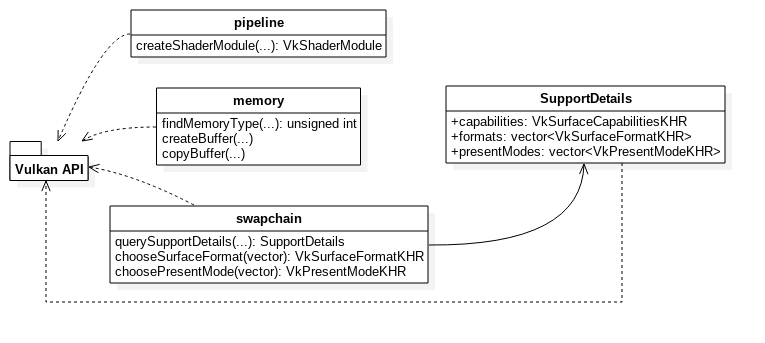 pipeline
createShaderModule(...): VkShaderModule
memory
findMemoryType(...): unsigned int
createBuffer(...)
copyBuffer(...)
SupportDetails
+capabilities: VkSurfaceCapabilitiesKHR
+formats: vector<VkSurfaceFormatKHR>
+presentModes: vector<VkPresentModeKHR>
Vulkan API
swapchain
querySupportDetails(...): SupportDetails
chooseSurfaceFormat(vector): VkSurfaceFormatKHR
choosePresentMode(vector): VkPresentModeKHR